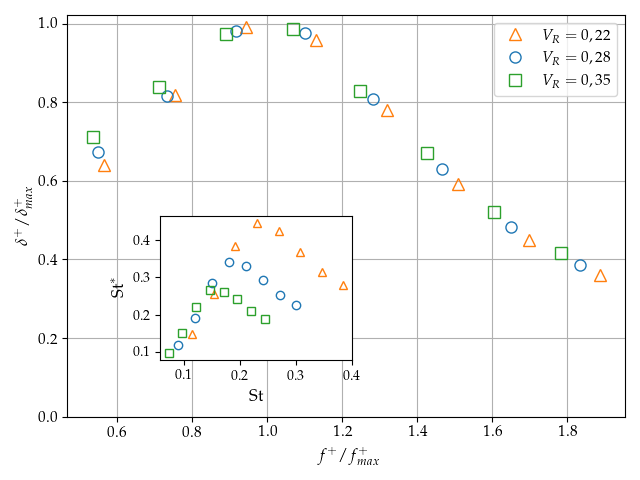 1.0
0.8
0.6
0.4
0.2
0.0
δ⁺/δ⁺ₘₐₓ
V_R = 0, 22
V_R = 0, 28
V_R = 0, 35
0.4
0.3
0.2
0.1
St*
0.1 0.2 0.3 0.4
St
0.6 0.8 1.0 1.2 1.4 1.6 1.8
f⁺/f⁺ₘₐₓ